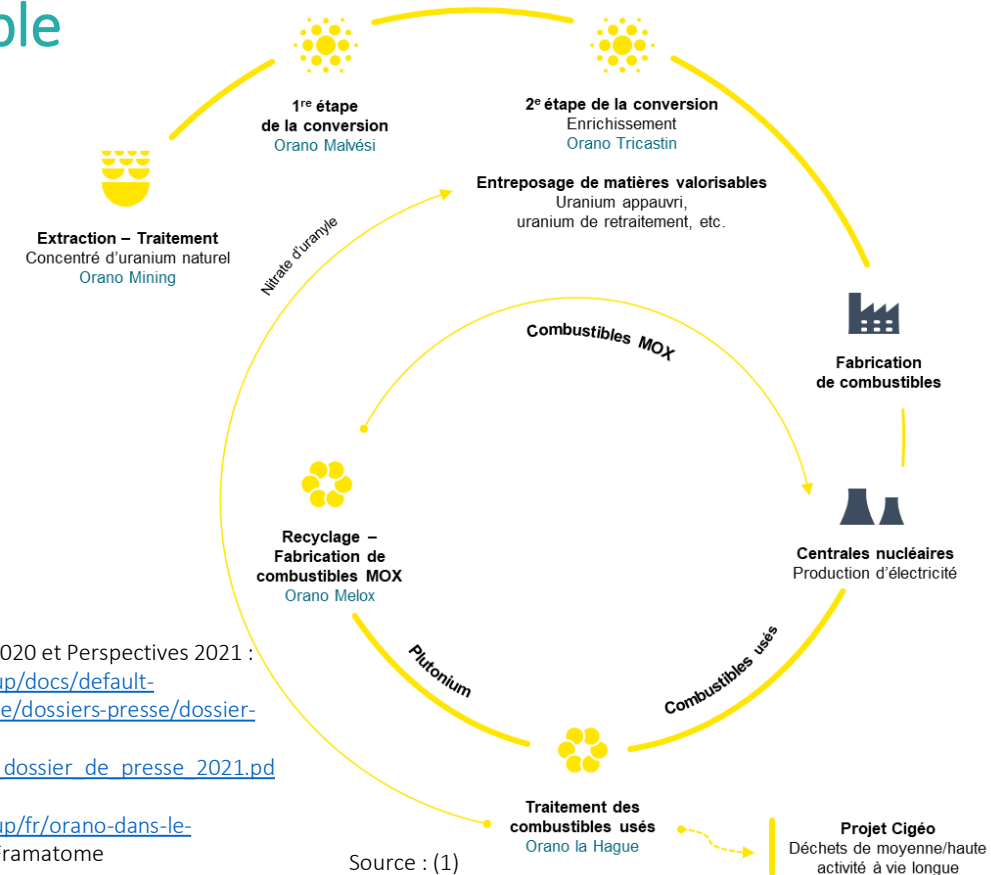 1re étape
de la conversion
Orano Malvési
2e étape de la conversion
Enrichissement
Orano Tricastin
Entreposage de matières valorisables
Uranium appauvri,
uranium de retraitement, etc.
Extraction – Traitement
Concentré d'uranium naturel
Orano Mining
Nitrate d'uranyle
Combustibles MOX
Fabrication
de combustibles
Recyclage –
Fabrication de
combustibles MOX
Orano Melox
Centrales nucléaires
Production d'électricité
Plutonium
Combustibles usés
020 et Perspectives 2021 :
up/docs/default-
e/dossiers-presse/dossier-
_dossier_de_presse_2021.pd
up/fr/orano-dans-le-
ramatome
Traitement des
combustibles usés
Orano la Hague
Projet Cigéo
Déchets de moyenne/haute
activité à vie longue
Source : (1)